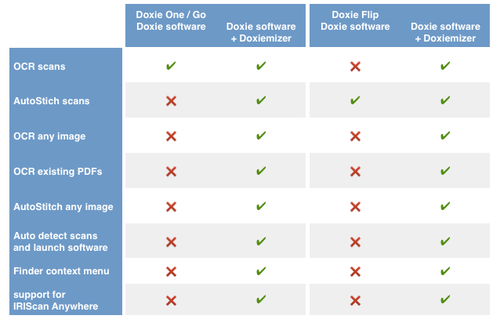 Doxie One / Go
Doxie software
Doxie software
+ Doxiemizer
Doxie Flip
Doxie software
Doxie software
+ Doxiemizer
OCR scans
AutoStich scans
OCR any image
OCR existing PDFs
AutoStitch any image
Auto detect scans
and launch software
Finder context menu
support for
IRIScan Anywhere